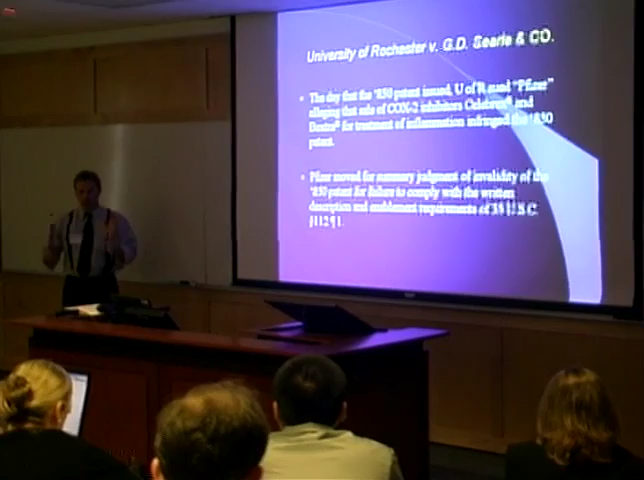 University of Rochester v. G.D. Searle & CO.
• The day that the '850 patent issued, U of R sued "Pfizer"
alleging that sale of COX-2 inhibitors Celebrex® and
Bextra® for treatment of inflammation infringed the '850
patent.
• Pfizer moved for summary judgment of invalidity of the
'850 patent for failure to comply with the written
description and enablement requirements of 35 U.S.C.
§112 ¶1.